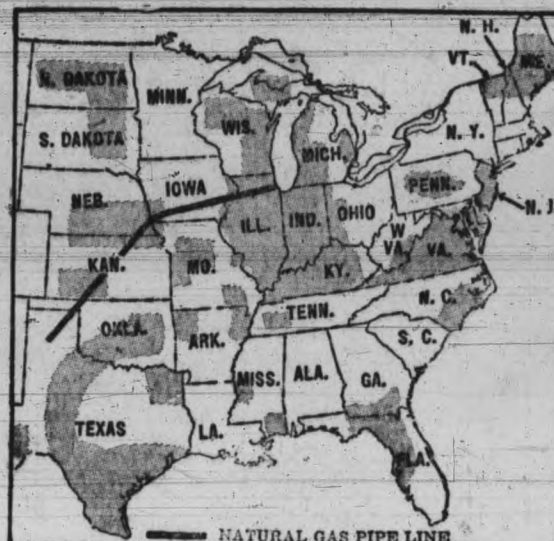 N. H.
VT.
ME.
N. DAKOTA
MINN.
S. DAKOTA
WIS.
MICH.
N. Y.
IOWA
NEB.
PENN.
N. J.
ILL.
IND.
OHIO
W.
VA.
VA.
KAN.
MO.
KY.
OKLA.
ARK.
TENN.
N. C.
S. C.
MISS.
ALA.
GA.
TEXAS
LA.
FLA.
NATURAL GAS PIPE LINE